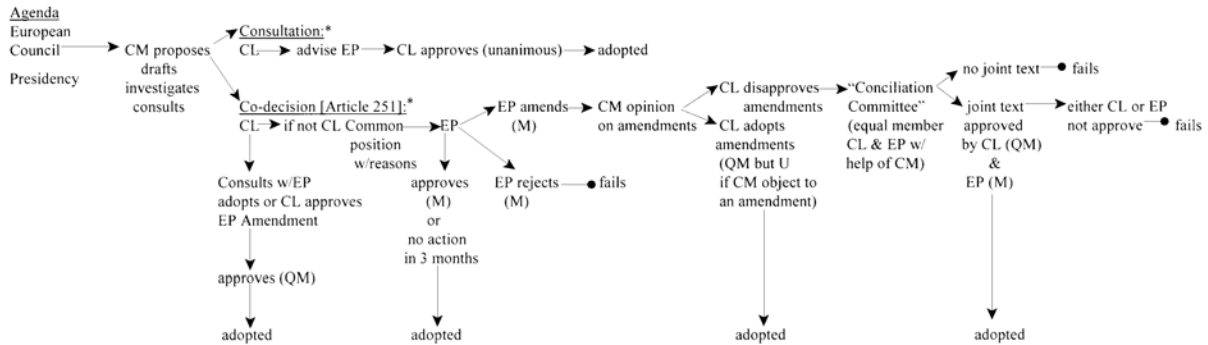 Agenda
European
Council
Presidency
CM proposes
drafts
investigates
consults
Consultation:*
CL advise EP CL approves (unanimous) adopted
Co-decision [Article 251]:*
CL if not CL Common
position
w/reasons
EP
Consults w/EP
adopts or CL approves
EP Amendment
approves (QM)
adopted
approves
(M)
or
no action
in 3 months
adopted
EP amends
(M)
EP rejects
(M)
fails
CM opinion
on amendments
CL disapproves
amendments
CL adopts
amendments
(QM but U
if CM object to
an amendment)
adopted
“Conciliation
Committee”
(equal member
CL & EP w/
help of CM)
no joint text fails
joint text
approved
by CL (QM)
&
EP (M)
adopted
either CL or EP
not approve fails